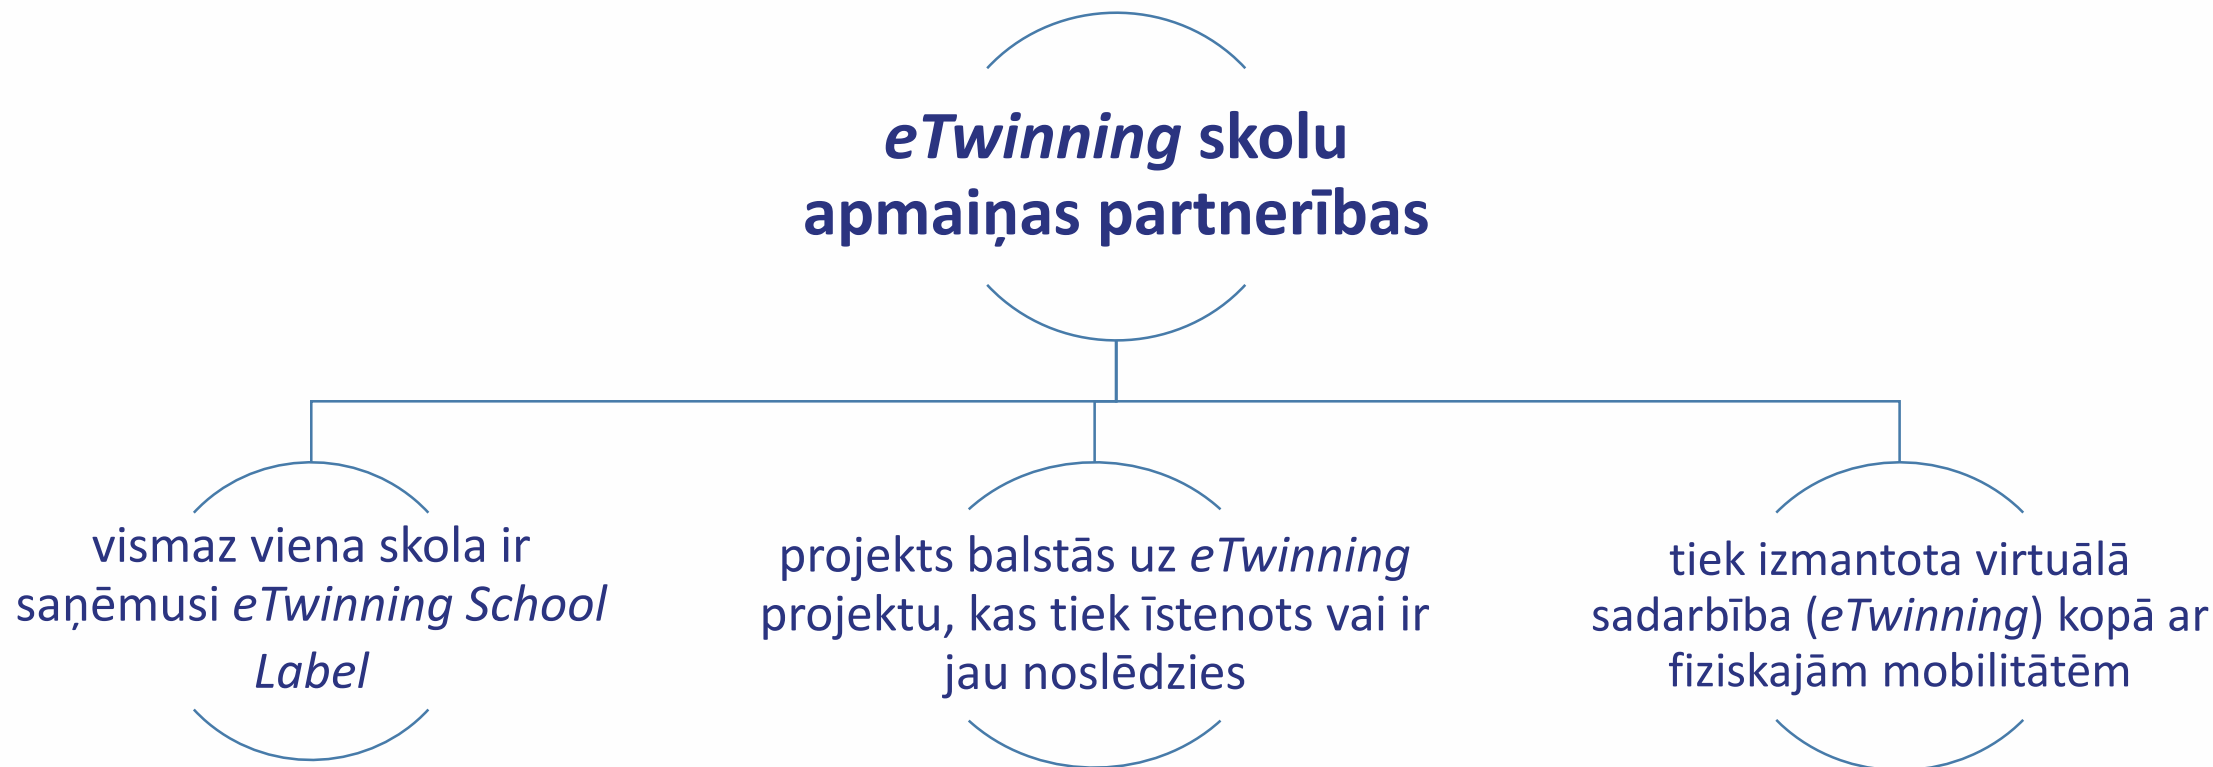 eTwinning skolu
apmaiņas partnerības
vismaz viena skola ir
saņēmusi eTwinning School
Label
projekts balstās uz eTwinning
projektu, kas tiek īstenots vai ir
jau noslēdzies
tiek izmantota virtuālā
sadarbība (eTwinning) kopā ar
fiziskajām mobilitātēm